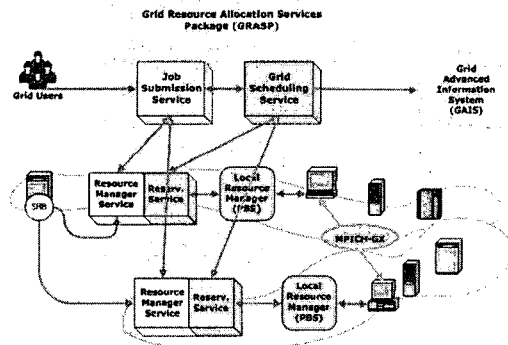 Grid Resource Allocation Services
Package (GRASP)
Grid Users
Job
Submission
Service
Grid
Scheduling
Service
Grid
Advanced
Information
System
(GAIS)
SRB
Resource
Manager
Service
Reserv.
Service
Local
Resource
Manager
(PBS)
MPICH-GX
Resource
Manager
Service
Reserv.
Service
Local
Resource
Manager
(PBS)